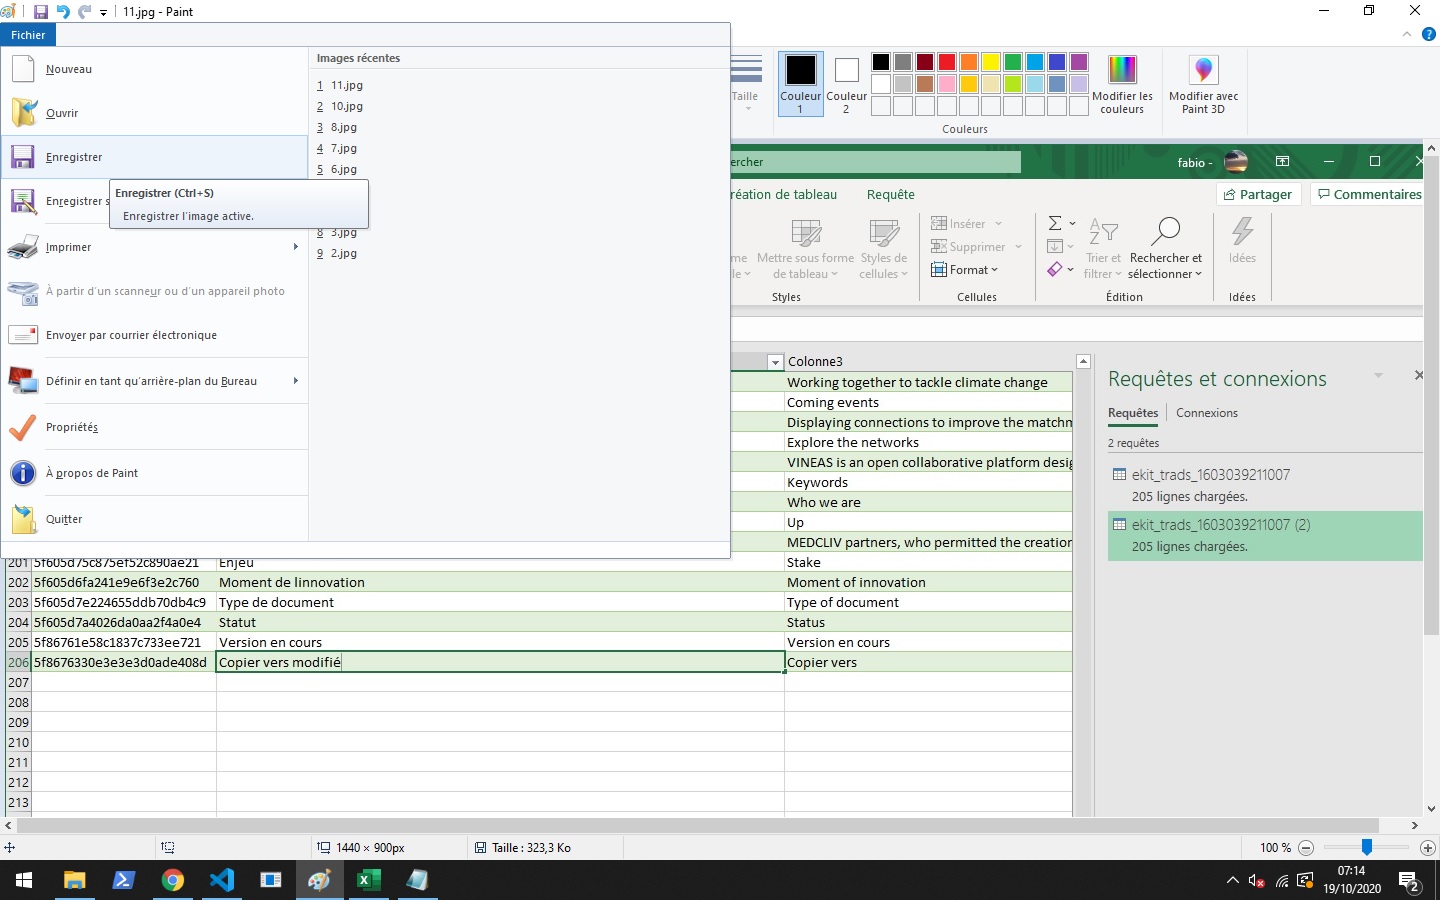 11.jpg - Paint
Fichier
Nouveau
Ouvrir
Enregistrer
Enregistrer s
Imprimer
À partir d'un scanneur ou d'un appareil photo
Envoyer par courrier électronique
Définir en tant qu'arrière-plan du Bureau
Propriétés
À propos de Paint
Quitter
Images récentes
1 11.jpg
2 10.jpg
3 8.jpg
4 7.jpg
5 6.jpg
8 3.jpg
9 2.jpg
Enregistrer (Ctrl+S)
Enregistrer l'image active.
Taille
Couleur 1
Couleur 2
Modifier les couleurs
Modifier avec Paint 3D
Couleurs
ercher
fabio -
réation de tableau
Requête
Partager
Commentaires
me
le
Mettre sous forme de tableau
Styles de cellules
Styles
Insérer
Supprimer
Format
Cellules
Trier et filtrer
Rechercher et sélectionner
Édition
Idées
Idées
Colonne3
Working together to tackle climate change
Coming events
Displaying connections to improve the matchm
Explore the networks
VINEAS is an open collaborative platform desig
Keywords
Who we are
Up
MEDCLIV partners, who permitted the creation
201 5f605d75c875ef52c890ae21 Enjeu Stake
202 5f605d6fa241e9e6f3e2c760 Moment de linnovation Moment of innovation
203 5f605d7e224655ddb70db4c9 Type de document Type of document
204 5f605d7a4026da0aa2f4a0e4 Statut Status
205 5f86761e58c1837c733ee721 Version en cours Version en cours
206 5f8676330e3e3e3d0ade408d Copier vers modifié Copier vers
207
208
209
210
211
212
213
Requêtes et connexions
Requêtes Connexions
2 requêtes
ekit_trads_1603039211007
205 lignes chargées.
ekit_trads_1603039211007 (2)
205 lignes chargées.
1440 × 900px
Taille : 323,3 Ko
100 %
07:14
19/10/2020
2